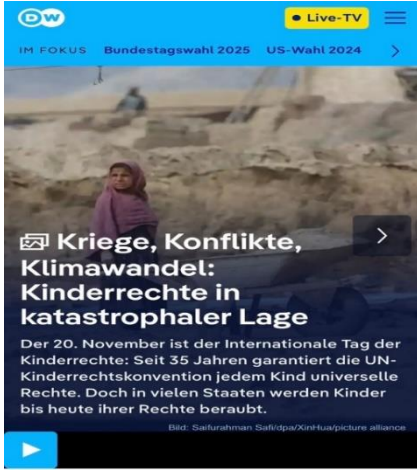 DW
Live-TV
IM FOKUS Bundestagswahl 2025 US-Wahl 2024
Kriege, Konflikte,
Klimawandel:
Kinderrechte in
katastrophaler Lage
Der 20. November ist der Internationale Tag der
Kinderrechte: Seit 35 Jahren garantiert die UN-
Kinderrechtskonvention jedem Kind universelle
Rechte. Doch in vielen Staaten werden Kinder
bis heute ihrer Rechte beraubt.
Bild: Saifurahman Safi/dpa/XinHua/picture alliance